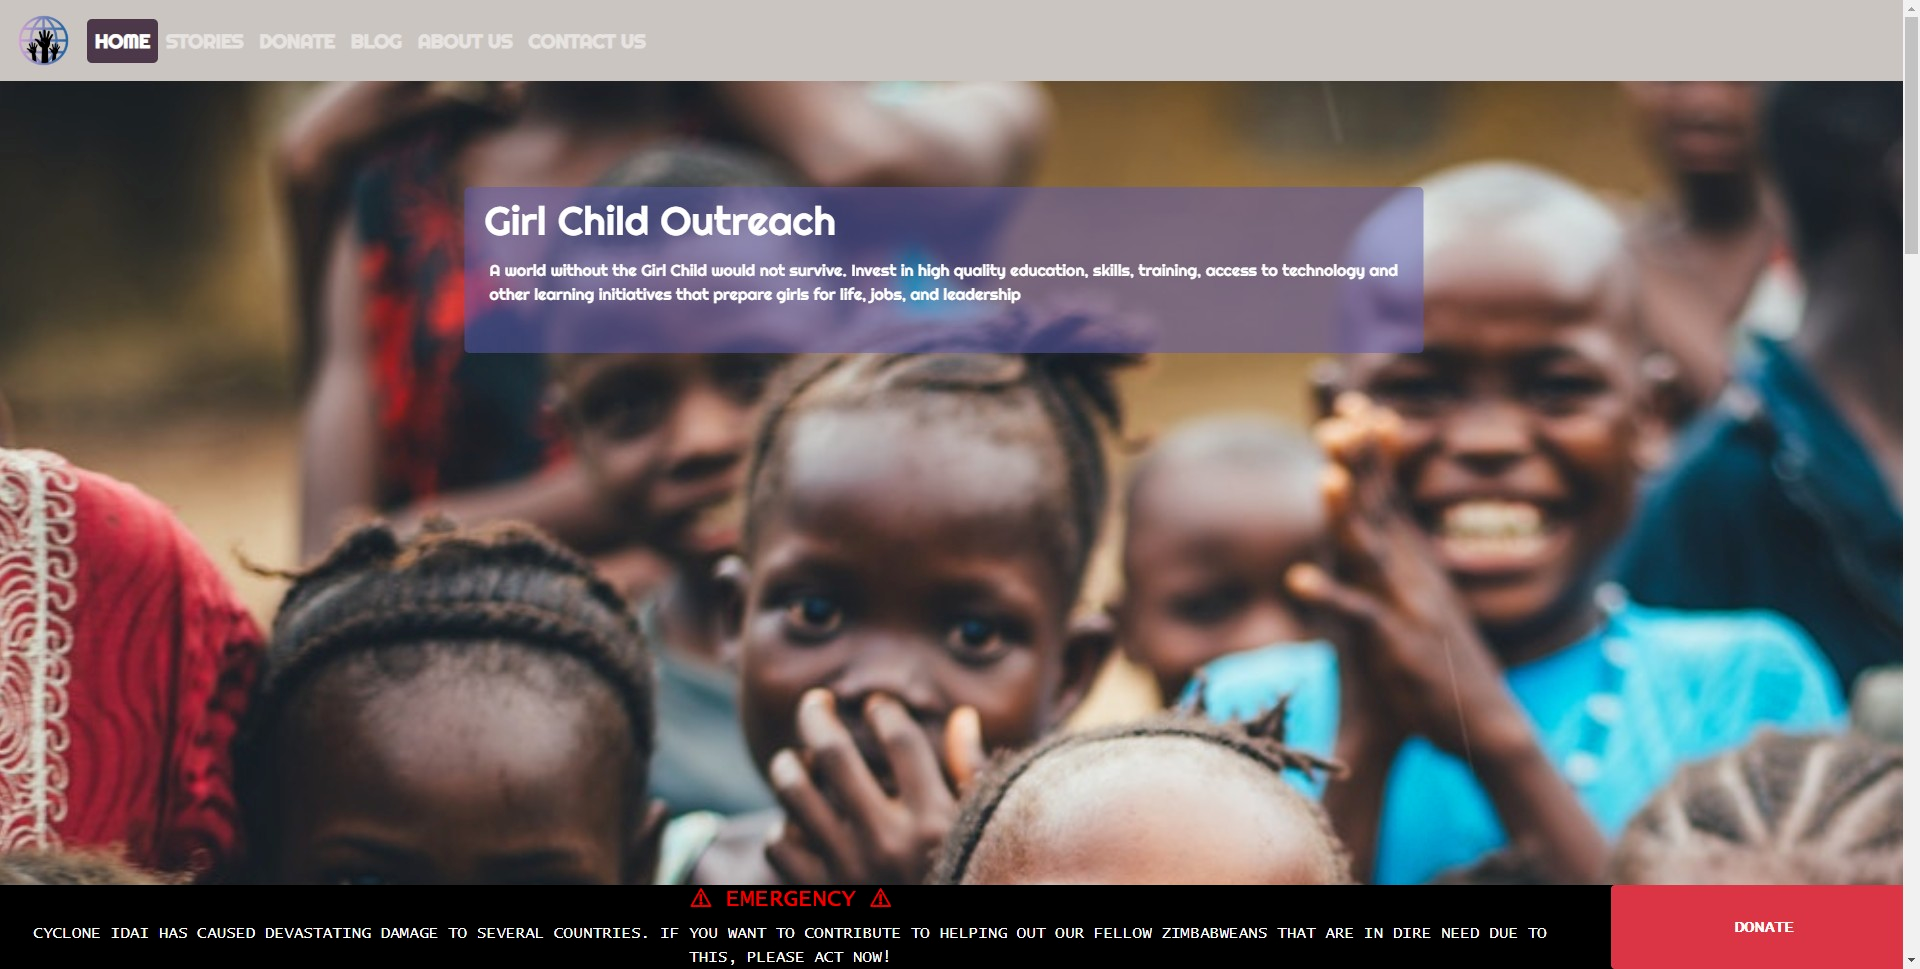 HOME STORIES DONATE BLOG ABOUT US CONTACT US
Girl Child Outreach
A world without the Girl Child would not survive. Invest in high quality education, skills, training, access to technology and
other learning initiatives that prepare girls for life, jobs, and leadership
⚠ EMERGENCY ⚠
CYCLONE IDAI HAS CAUSED DEVASTATING DAMAGE TO SEVERAL COUNTRIES. IF YOU WANT TO CONTRIBUTE TO HELPING OUT OUR FELLOW ZIMBABWEANS THAT ARE IN DIRE NEED DUE TO
THIS, PLEASE ACT NOW!
DONATE